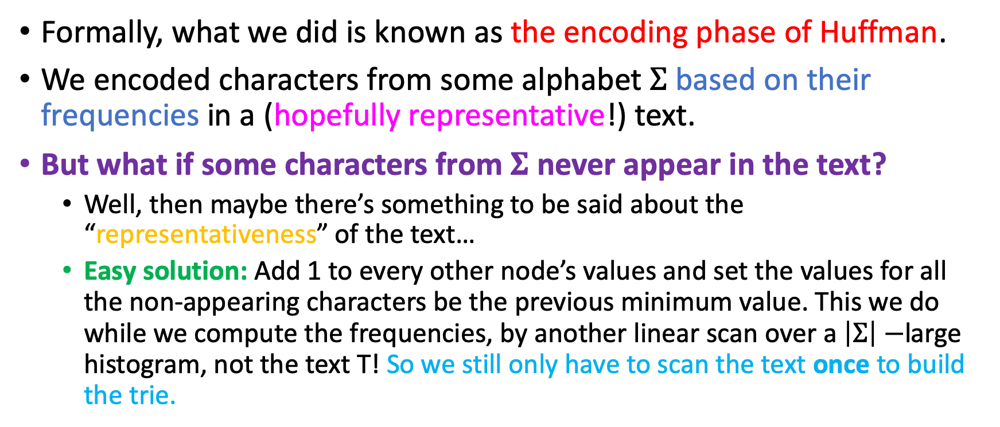 • Formally, what we did is known as the encoding phase of Huffman.
• We encoded characters from some alphabet Σ based on their
frequencies in a (hopefully representative!) text.
• But what if some characters from Σ never appear in the text?
• Well, then maybe there’s something to be said about the
“representativeness” of the text…
• Easy solution: Add 1 to every other node’s values and set the values for all
the non-appearing characters be the previous minimum value. This we do
while we compute the frequencies, by another linear scan over a |Σ| −large
histogram, not the text T! So we still only have to scan the text once to build
the trie.